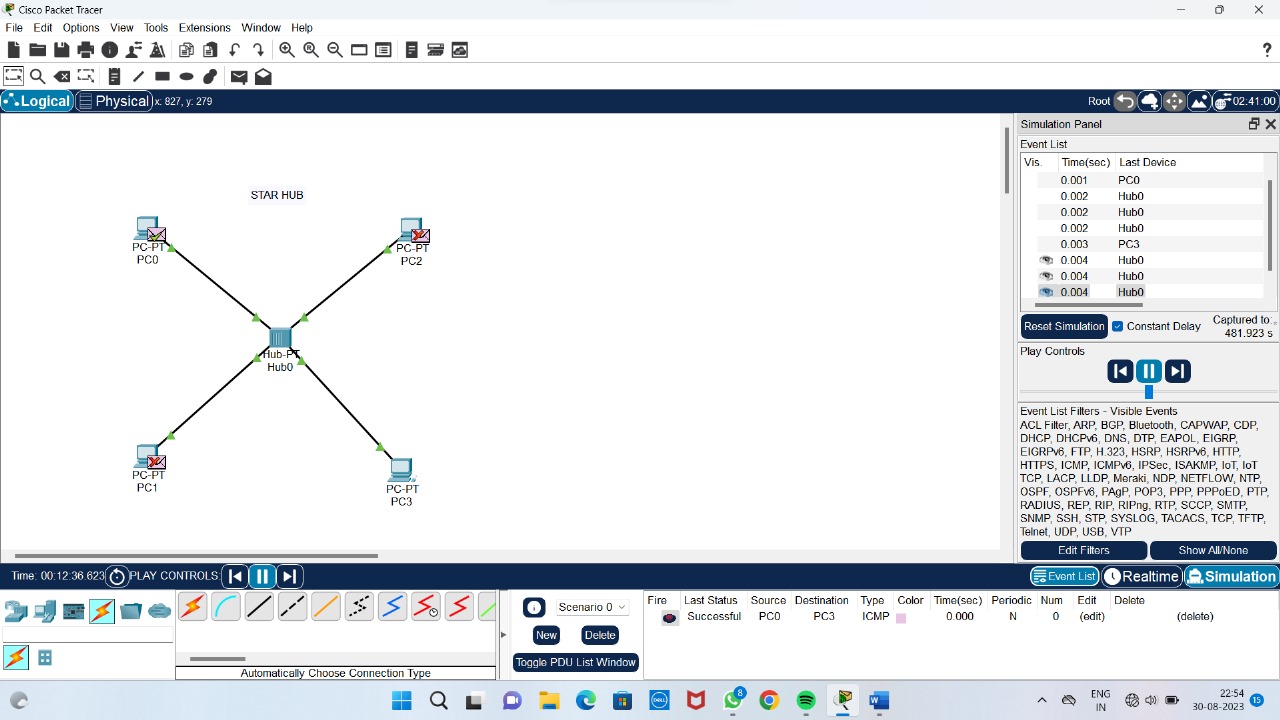 Cisco Packet Tracer
File Edit Options View Tools Extensions Window Help
?
Logical Physical x: 827, y: 279 Root 02:41:00
Simulation Panel
Event List
Vis. Time(sec) Last Device
0.001 PC0
0.002 Hub0
0.002 Hub0
0.002 Hub0
0.003 PC3
0.004 Hub0
0.004 Hub0
0.004 Hub0
Reset Simulation Constant Delay Captured to:
481.923 s
Play Controls
Event List Filters - Visible Events
ACL Filter, ARP, BGP, Bluetooth, CAPWAP, CDP,
DHCP, DHCPv6, DNS, DTP, EAPOL, EIGRP,
EIGRPv6, FTP, H.323, HSRP, HSRPv6, HTTP,
HTTPS, ICMP, ICMPv6, IPSec, ISAKMP, IoT, IoT
TCP, LACP, LLDP, Meraki, NDP, NETFLOW, NTP,
OSPF, OSPFv6, PAgP, POP3, PPP, PPPoED, PTP,
RADIUS, REP, RIP, RIPng, RTP, SCCP, SMTP,
SNMP, SSH, STP, SYSLOG, TACACS, TCP, TFTP,
Telnet, UDP, USB, VTP
Edit Filters Show All/None
STAR HUB
PC-PT
PC0
PC-PT
PC2
Hub-PT
Hub0
PC-PT
PC1
PC-PT
PC3
Time: 00:12:36.623 PLAY CONTROLS: Event List Realtime Simulation
Automatically Choose Connection Type
Scenario 0
New Delete
Toggle PDU List Window
Fire Last Status Source Destination Type Color Time(sec) Periodic Num Edit Delete
Successful PC0 PC3 ICMP 0.000 N 0 (edit) (delete)
DELL
8
ENG
IN
22:54
30-08-2023
15